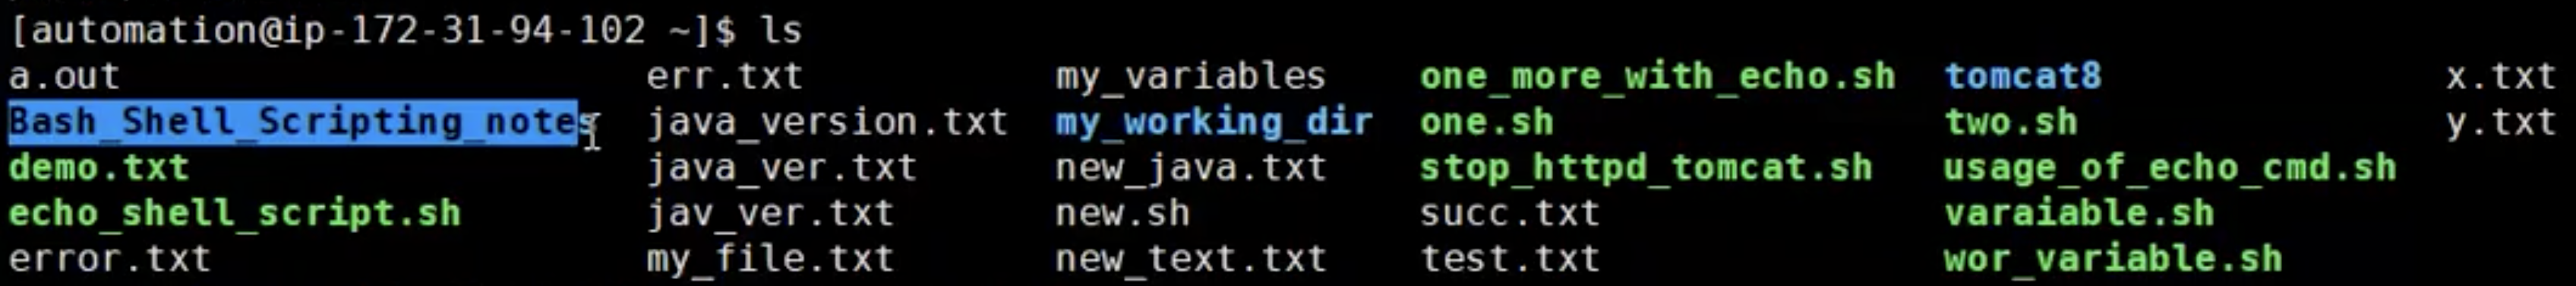 [automation@ip-172-31-94-102 ~]$ ls
a.out err.txt my_variables one_more_with_echo.sh tomcat8 x.txt
Bash_Shell_Scripting_notes java_version.txt my_working_dir one.sh two.sh y.txt
demo.txt java_ver.txt new_java.txt stop_httpd_tomcat.sh usage_of_echo_cmd.sh
echo_shell_script.sh jav_ver.txt new.sh succ.txt varaiable.sh
error.txt my_file.txt new_text.txt test.txt wor_variable.sh